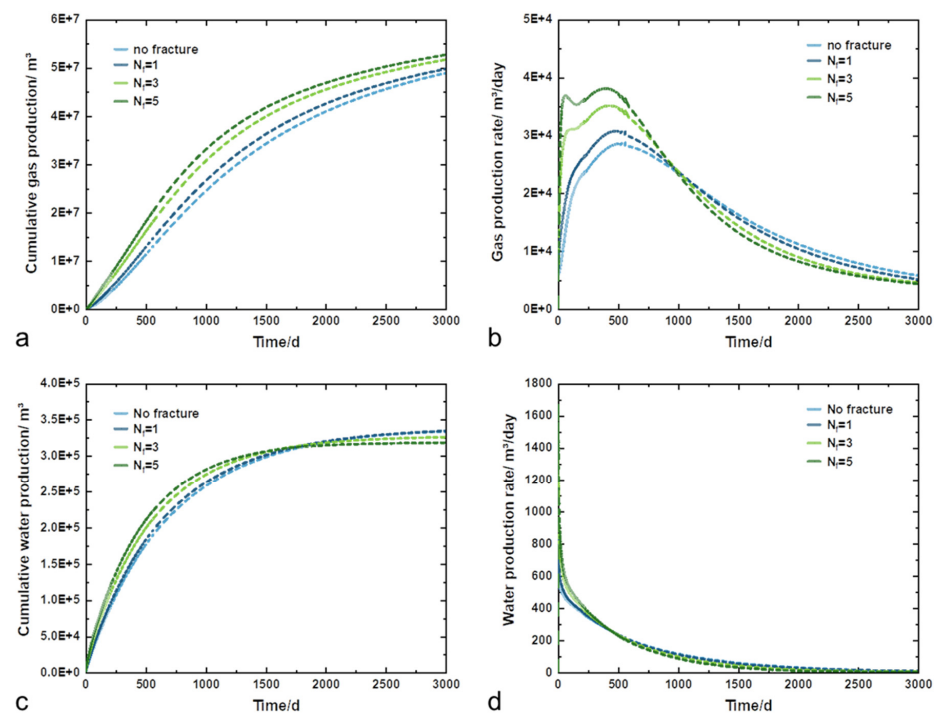 6E+7
5E+7
4E+7
3E+7
2E+7
1E+7
0E+0
Cumulative gas production/ m³
no fracture
Nf=1
Nf=3
Nf=5
0 500 1000 1500 2000 2500 3000
Time/d
a
5E+4
4E+4
3E+4
2E+4
1E+4
0E+0
Gas production rate/ m³/day
no fracture
Nf=1
Nf=3
Nf=5
0 500 1000 1500 2000 2500 3000
Time/d
b
4.0E+5
3.5E+5
3.0E+5
2.5E+5
2.0E+5
1.5E+5
1.0E+5
5.0E+4
0.0E+0
Cumulative water production/ m³
No fracture
Nf=1
Nf=3
Nf=5
0 500 1000 1500 2000 2500 3000
Time/d
c
1800
1600
1400
1200
1000
800
600
400
200
0
Water production rate/ m³/day
No fracture
Nf=1
Nf=3
Nf=5
0 500 1000 1500 2000 2500 3000
Time/d
d